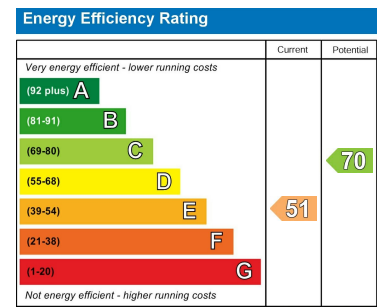 Energy Efficiency Rating
Current Potential
Very energy efficient - lower running costs
(92 plus) A
(81-91) B
(69-80) C
70
(55-68) D
(39-54) E
51
(21-38) F
(1-20) G
Not energy efficient - higher running costs